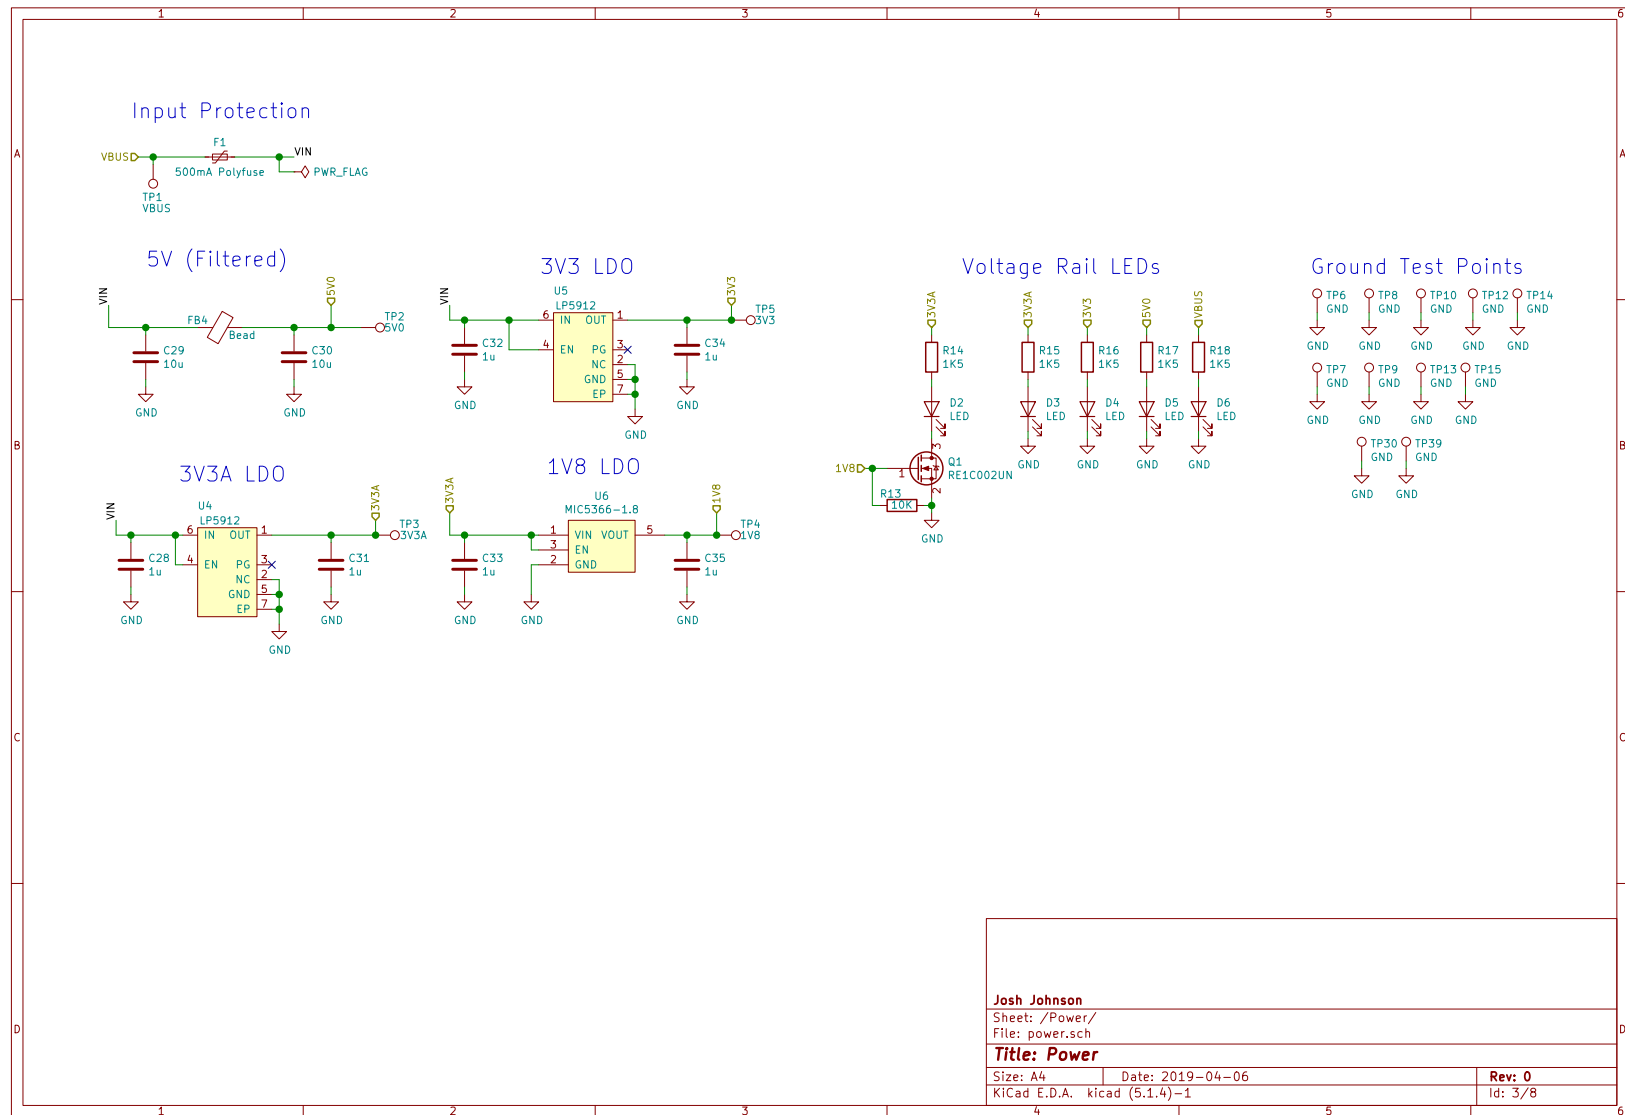 1 2 3 4 5 6
A A
B B
C C
D D
1 2 3 4 5 6
Input Protection
F1
VBUS
VIN
500mA Polyfuse
PWR_FLAG
TP1
VBUS
5V (Filtered)
VIN
5V0
FB4
Bead
TP2
5V0
C29
10u
C30
10u
GND
GND
3V3 LDO
VIN
U5
LP5912
3V3
6 IN OUT 1
TP5
3V3
4 EN PG 3
NC 2
GND 5
EP 7
C32
1u
C34
1u
GND
GND
GND
3V3A LDO
VIN
U4
LP5912
3V3A
6 IN OUT 1
TP3
3V3A
4 EN PG 3
NC 2
GND 5
EP 7
C28
1u
C31
1u
GND
GND
GND
1V8 LDO
3V3A
U6
MIC5366-1.8
1V8
1 VIN VOUT 5
3 EN
2 GND
TP4
1V8
C33
1u
C35
1u
GND
GND
GND
Voltage Rail LEDs
3V3A 3V3A 3V3 5V0 VBUS
R14 R15 R16 R17 R18
1K5 1K5 1K5 1K5 1K5
D2 D3 D4 D5 D6
LED LED LED LED LED
GND GND GND GND
1V8
1
3
2
Q1
RE1C002UN
R13
10K
GND
Ground Test Points
TP6 TP8 TP10 TP12 TP14
GND GND GND GND GND
GND GND GND GND GND
TP7 TP9 TP13 TP15
GND GND GND GND
GND GND GND GND
TP30 TP39
GND GND
GND GND
Josh Johnson
Sheet: /Power/
File: power.sch
Title: Power
Size: A4 Date: 2019-04-06 Rev: 0
KiCad E.D.A. kicad (5.1.4)-1 Id: 3/8